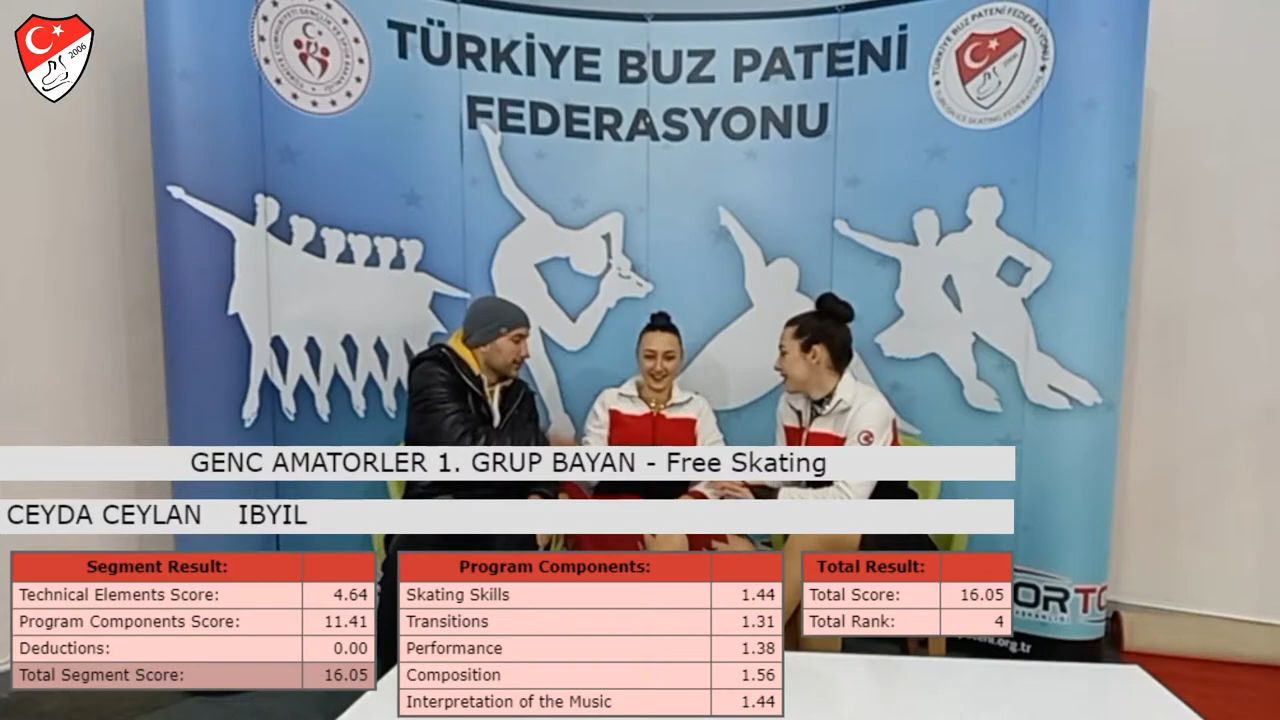 2006
TÜRKİYE BUZ PATENİ
FEDERASYONU
GENC AMATORLER 1. GRUP BAYAN - Free Skating
CEYDA CEYLAN IBYIL
Segment Result:
Technical Elements Score: 4.64
Program Components Score: 11.41
Deductions: 0.00
Total Segment Score: 16.05
Program Components:
Skating Skills 1.44
Transitions 1.31
Performance 1.38
Composition 1.56
Interpretation of the Music 1.44
Total Result:
Total Score: 16.05
Total Rank: 4